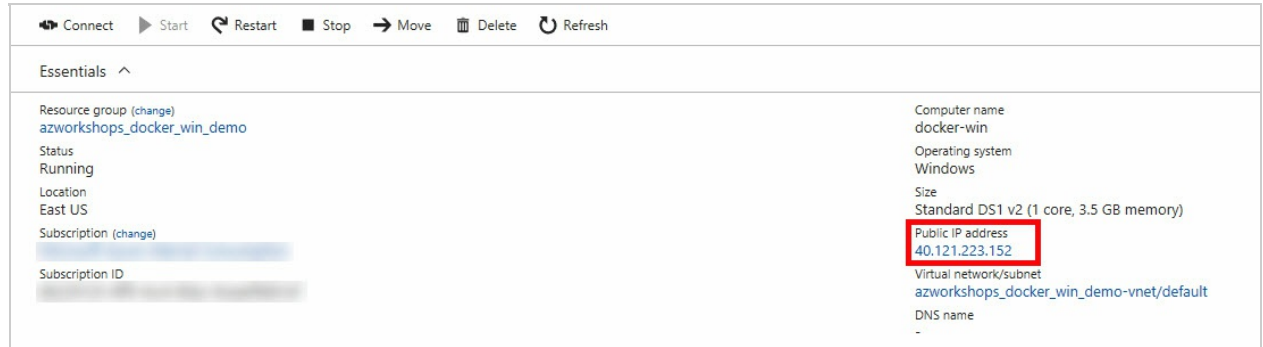 Connect Start Restart Stop Move Delete Refresh
Essentials
Resource group (change)
azworkshops_docker_win_demo
Status
Running
Location
East US
Subscription (change)
Subscription ID
Computer name
docker-win
Operating system
Windows
Size
Standard DS1 v2 (1 core, 3.5 GB memory)
Public IP address
40.121.223.152
Virtual network/subnet
azworkshops_docker_win_demo-vnet/default
DNS name
-